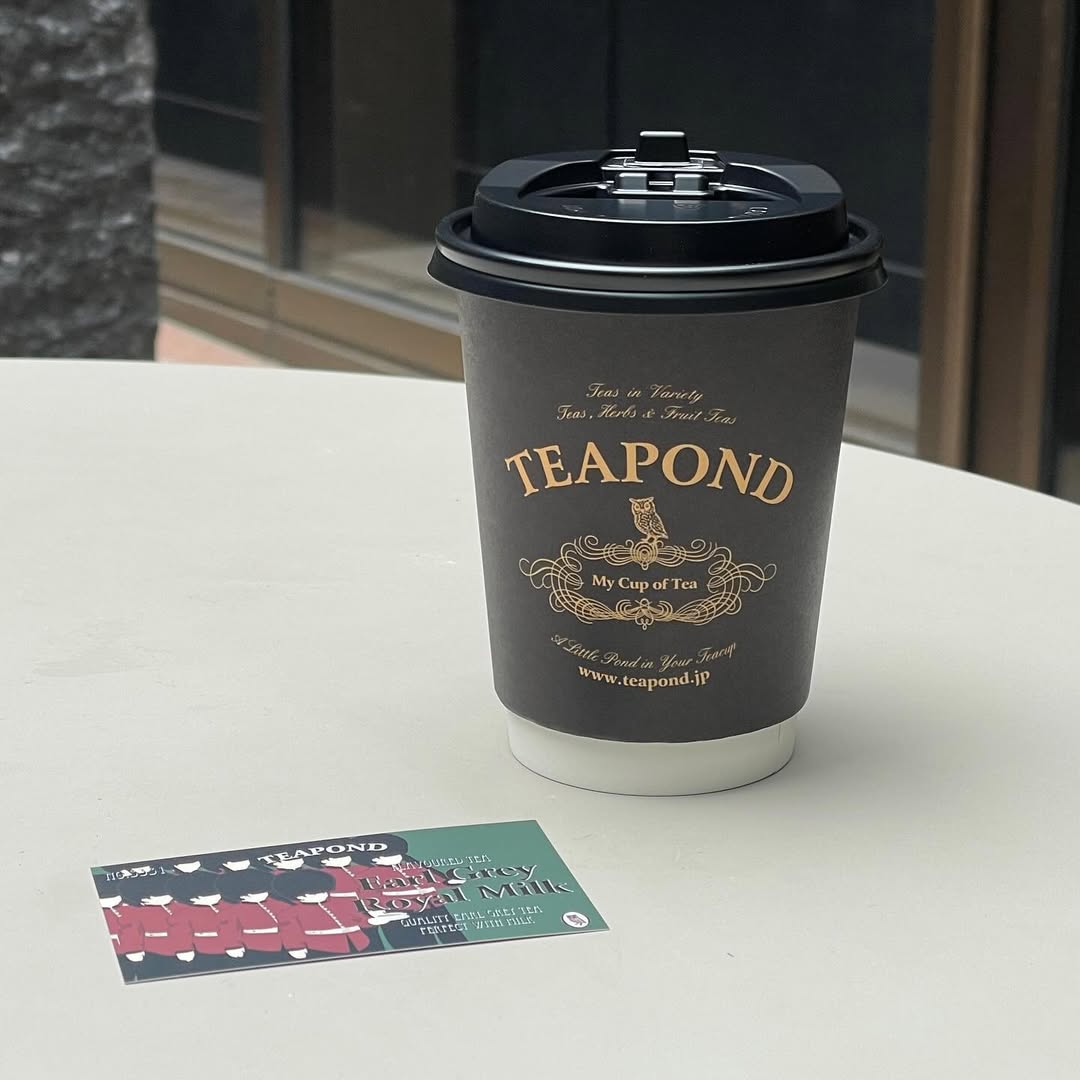 Teas in Variety
Teas, Herbs & Fruit Teas
TEAPOND
My Cup of Tea
A Little Pond in Your Teacup
www.teapond.jp
TEAPOND
FLAVOURED TEA
Earl Grey
Royal Milk
QUALITY EARL GREY TEA
PERFECT WITH MILK